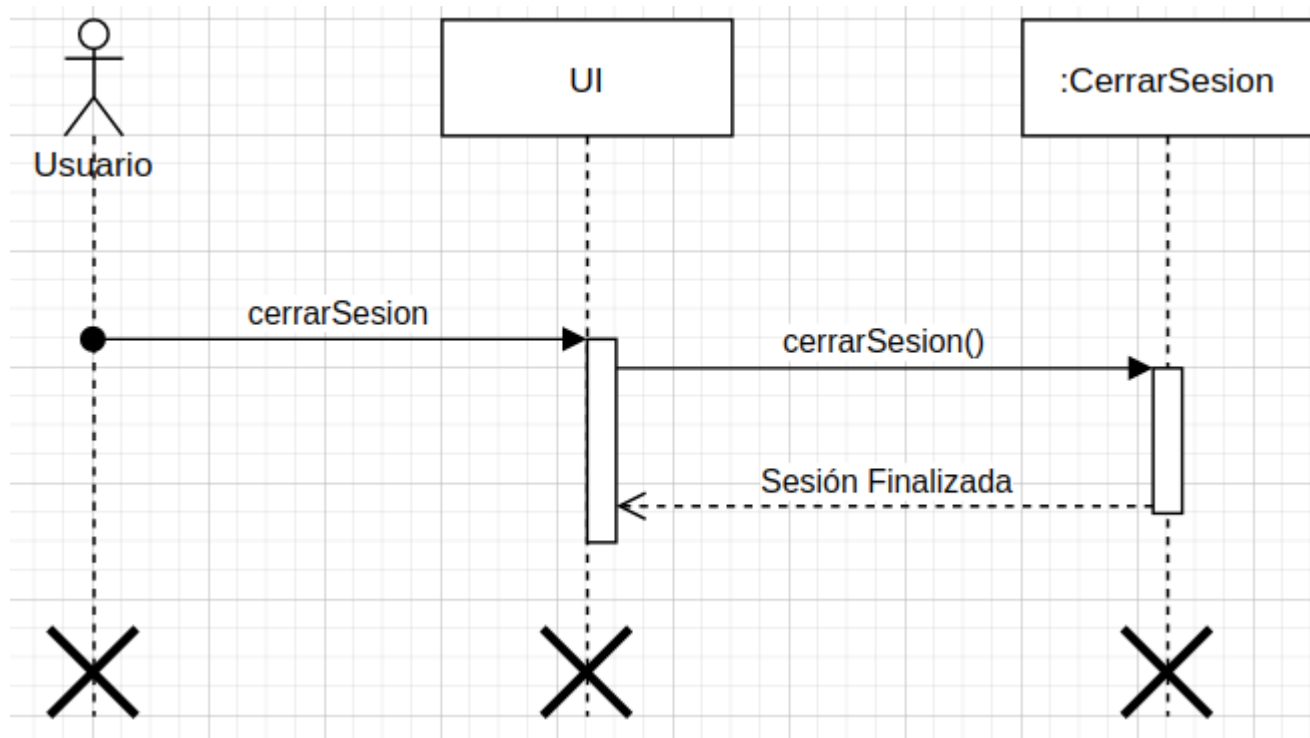 UI
:CerrarSesion
Usuario
cerrarSesion
cerrarSesion()
Sesión Finalizada